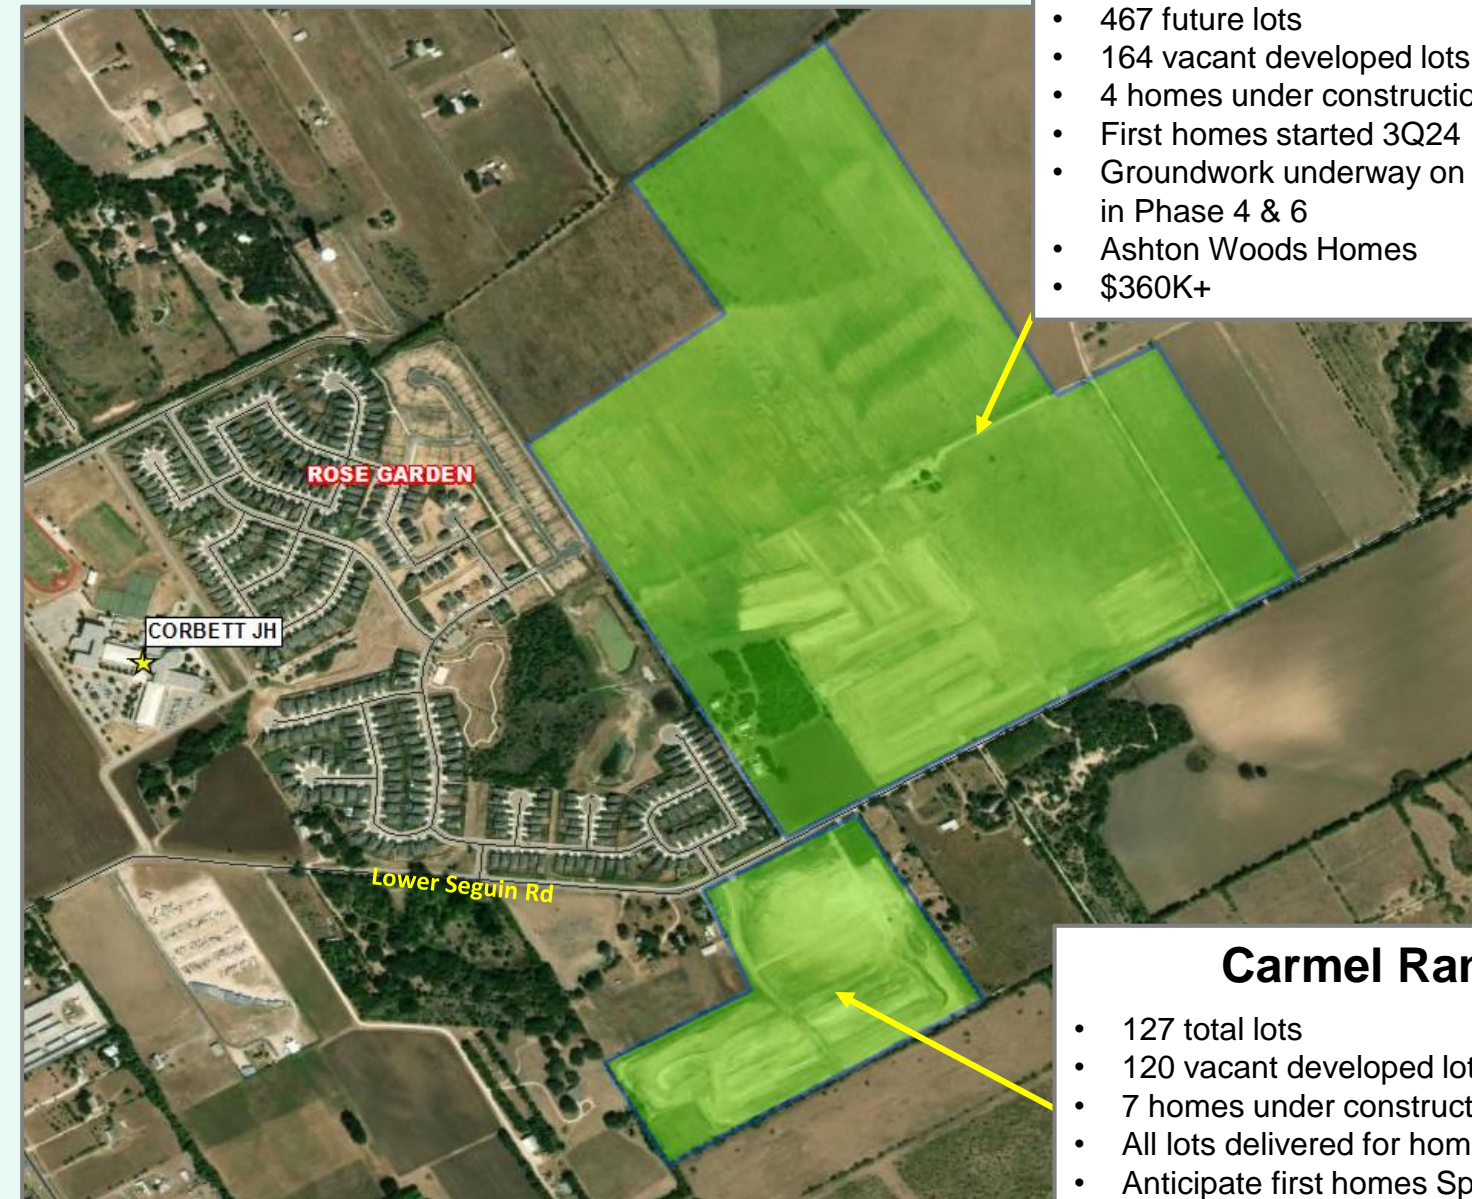 • 467 future lots
• 164 vacant developed lots
• 4 homes under constructio
• First homes started 3Q24
• Groundwork underway on
in Phase 4 & 6
• Ashton Woods Homes
• $360K+
ROSE GARDEN
CORBETT JH
Lower Seguin Rd
Carmel Ran
• 127 total lots
• 120 vacant developed lot
• 7 homes under construct
• All lots delivered for hom
• Anticipate first homes Sp